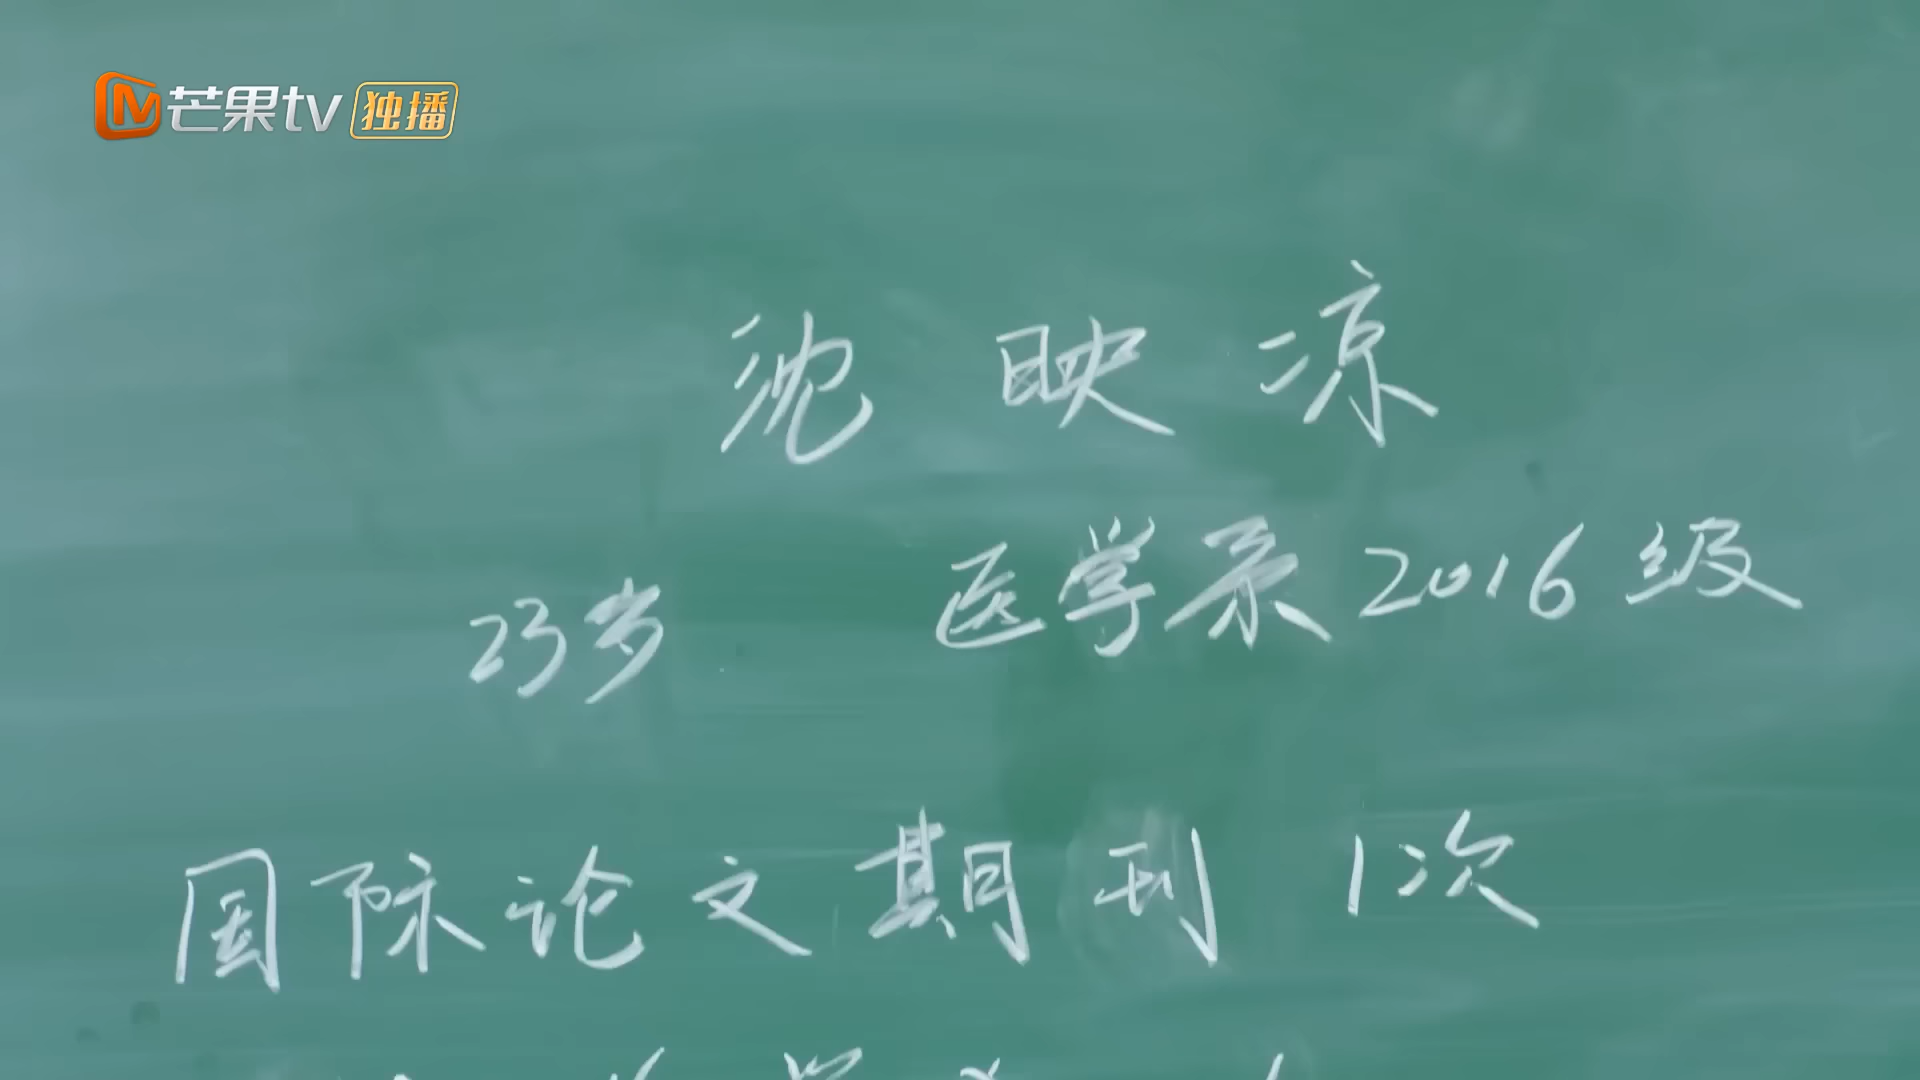 芒果tv 独播
沈映凉
23岁 医学系2016级
国际论文期刊 1次